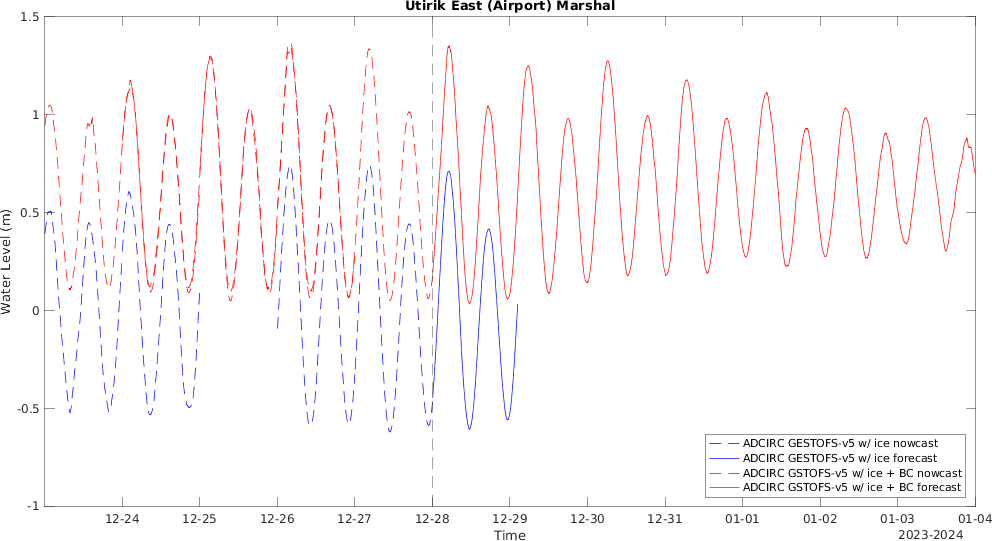 Utirik East (Airport) Marshal
1.5
1
0.5
0
-0.5
-1
Water Level (m)
ADCIRC GESTOFS-v5 w/ ice nowcast
ADCIRC GESTOFS-v5 w/ ice forecast
ADCIRC GSTOFS-v5 w/ ice + BC nowcast
ADCIRC GSTOFS-v5 w/ ice + BC forecast
12-24 12-25 12-26 12-27 12-28 12-29 12-30 12-31 01-01 01-02 01-03 01-04
Time
2023-2024